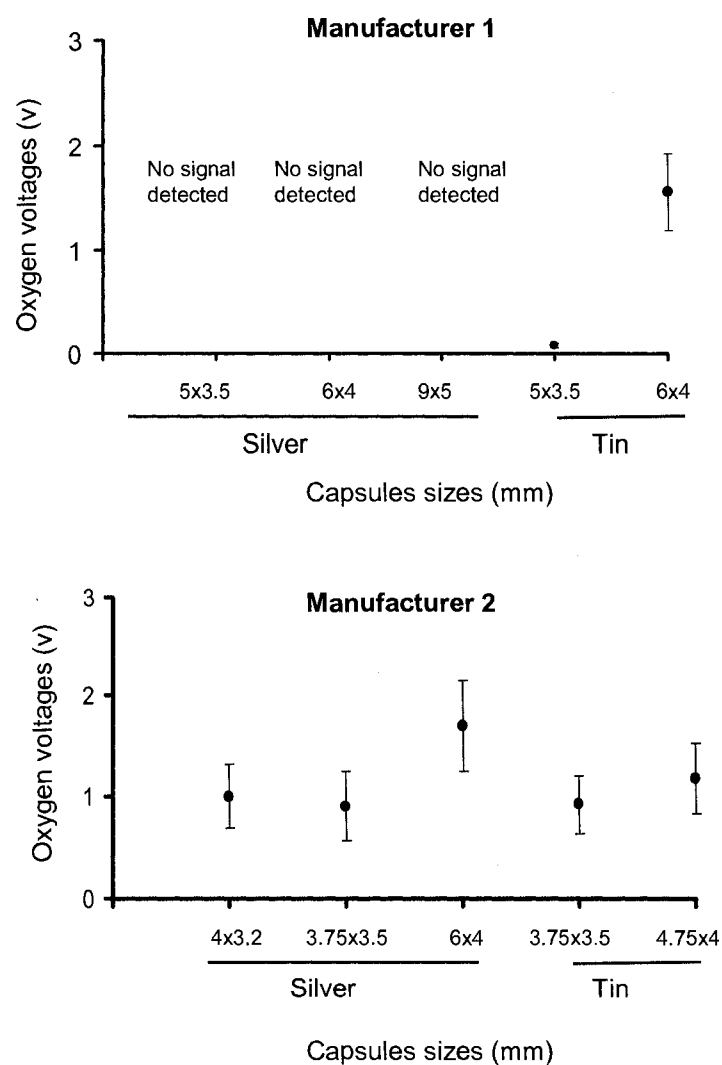 Manufacturer 1
3
2
1
0
Oxygen voltages (v)
No signal detected
No signal detected
No signal detected
5x3.5 6x4 9x5 5x3.5 6x4
Silver Tin
Capsules sizes (mm)
Manufacturer 2
3
2
1
0
Oxygen voltages (v)
4x3.2 3.75x3.5 6x4 3.75x3.5 4.75x4
Silver Tin
Capsules sizes (mm)